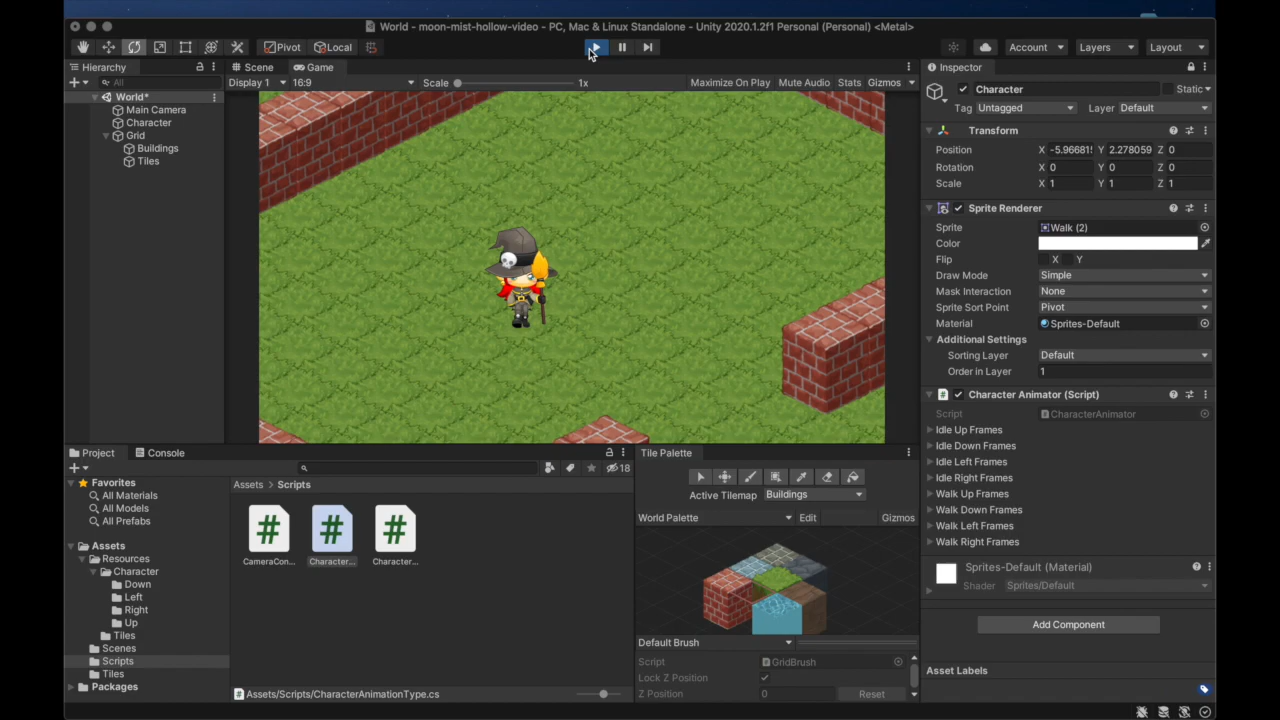 World - moon-mist-hollow-video - PC, Mac & Linux Standalone - Unity 2020.1.2f1 Personal (Personal) <Metal>
Pivot Local Account Layers Layout
Hierarchy Scene Game Inspector
All Display 1 16:9 Scale 1x Maximize On Play Mute Audio Stats Gizmos
World*
Main Camera
Character
Grid
Buildings
Tiles
Character Static
Tag Untagged Layer Default
Transform
Position X -5.96681 Y 2.278059 Z 0
Rotation X 0 Y 0 Z 0
Scale X 1 Y 1 Z 1
Sprite Renderer
Sprite Walk (2)
Color
Flip X Y
Draw Mode Simple
Mask Interaction None
Sprite Sort Point Pivot
Material Sprites-Default
Additional Settings
Sorting Layer Default
Order in Layer 1
Character Animator (Script)
Script CharacterAnimator
Idle Up Frames
Idle Down Frames
Idle Left Frames
Idle Right Frames
Walk Up Frames
Walk Down Frames
Walk Left Frames
Walk Right Frames
Sprites-Default (Material)
Shader Sprites/Default
Add Component
Asset Labels
Project Console
18
Favorites
All Materials
All Models
All Prefabs
Assets
Resources
Character
Down
Left
Right
Up
Tiles
Scenes
Scripts
Tiles
Packages
Assets > Scripts
CameraCon... Character... Character...
Assets/Scripts/CharacterAnimationType.cs
Tile Palette
Active Tilemap Buildings
World Palette Edit Gizmos
Default Brush
Script GridBrush
Lock Z Position
Z Position 0 Reset